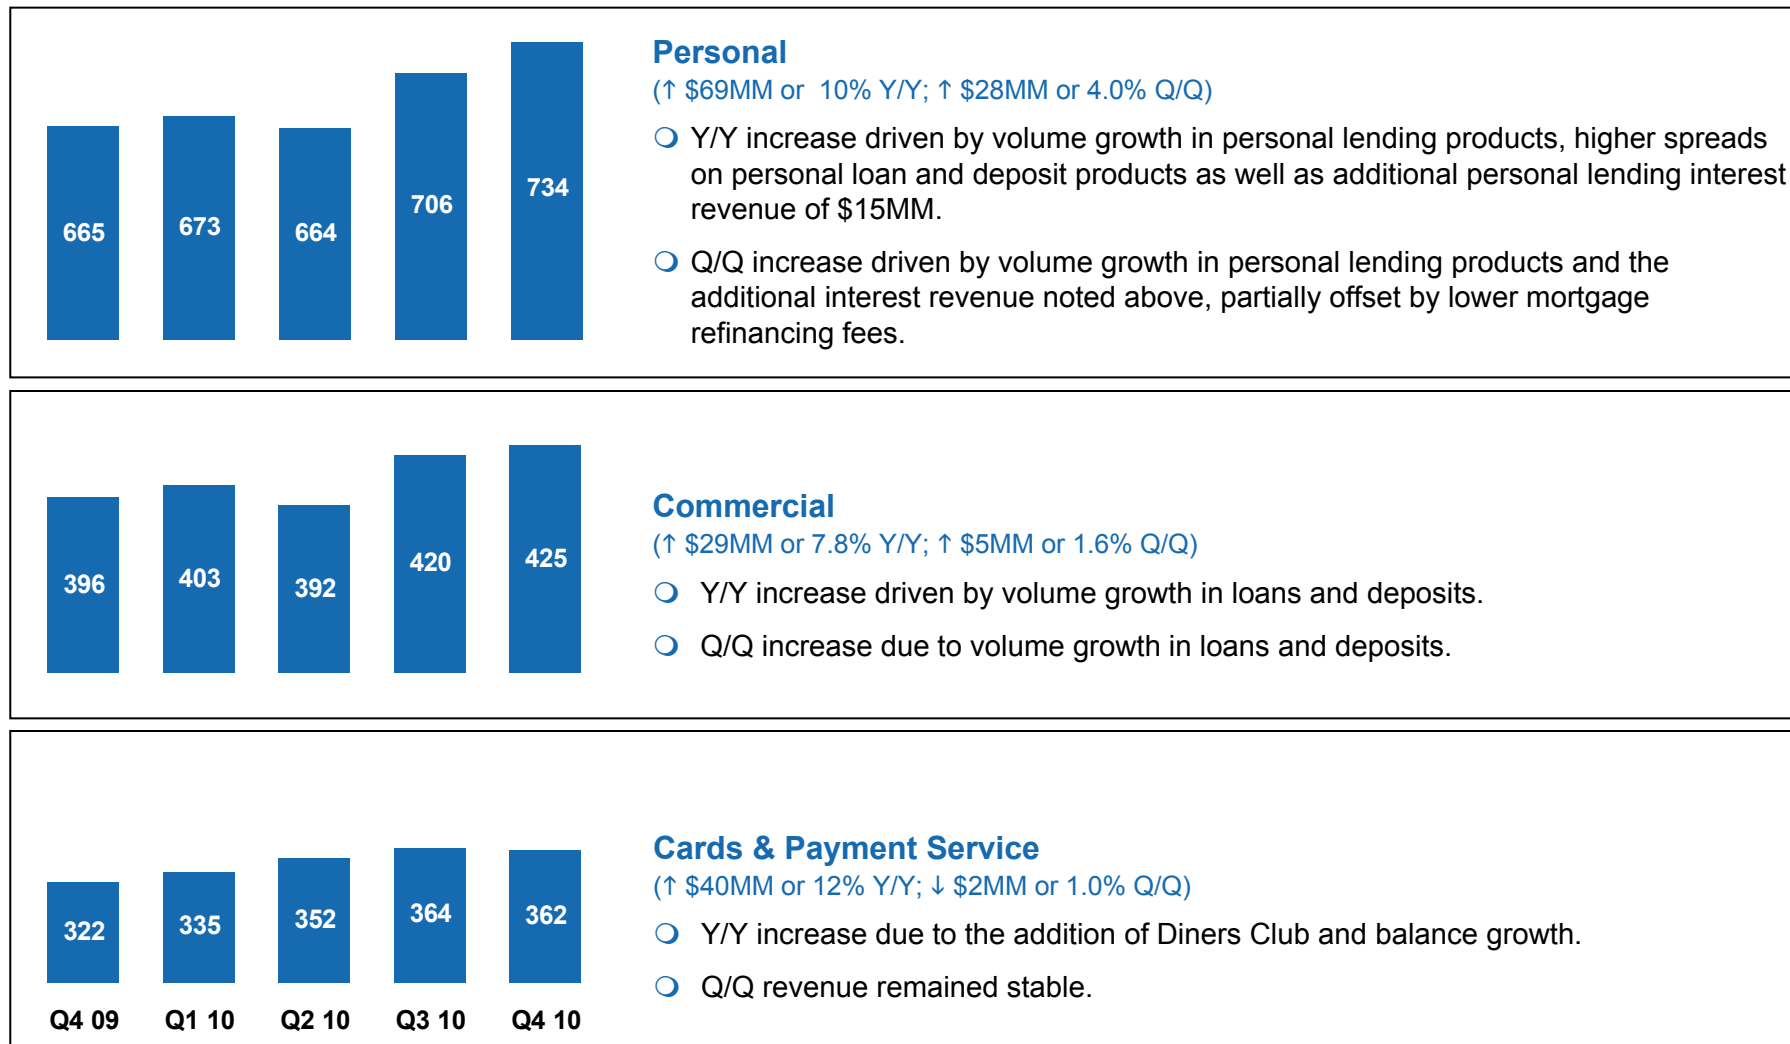 665 673 664 706 734
Personal
(↑ $69MM or 10% Y/Y; ↑ $28MM or 4.0% Q/Q)
Y/Y increase driven by volume growth in personal lending products, higher spreads
on personal loan and deposit products as well as additional personal lending interest
revenue of $15MM.
Q/Q increase driven by volume growth in personal lending products and the
additional interest revenue noted above, partially offset by lower mortgage
refinancing fees.
396 403 392 420 425
Commercial
(↑ $29MM or 7.8% Y/Y; ↑ $5MM or 1.6% Q/Q)
Y/Y increase driven by volume growth in loans and deposits.
Q/Q increase due to volume growth in loans and deposits.
322 335 352 364 362
Q4 09 Q1 10 Q2 10 Q3 10 Q4 10
Cards & Payment Service
(↑ $40MM or 12% Y/Y; ↓ $2MM or 1.0% Q/Q)
Y/Y increase due to the addition of Diners Club and balance growth.
Q/Q revenue remained stable.